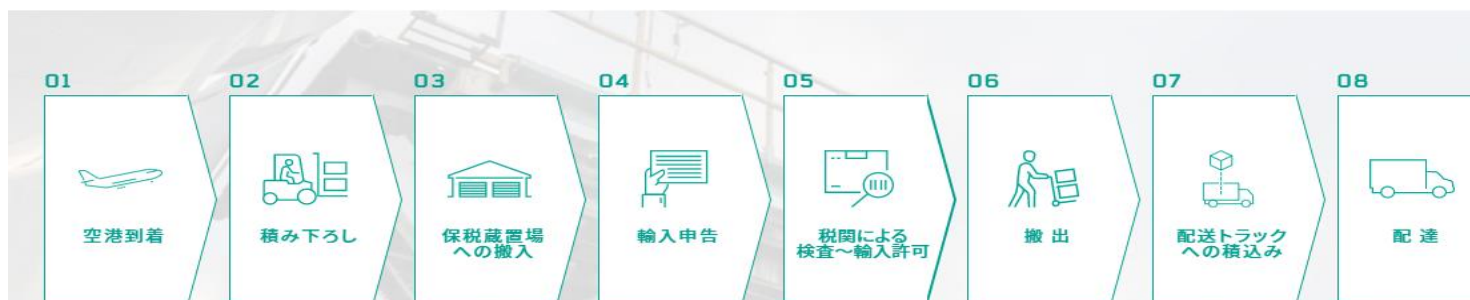 01
空港到着
02
積み下ろし
03
保税蔵置場
への搬入
04
輸入申告
05
税関による
検査〜輸入許可
06
搬 出
07
配送トラック
への積込み
08
配 達